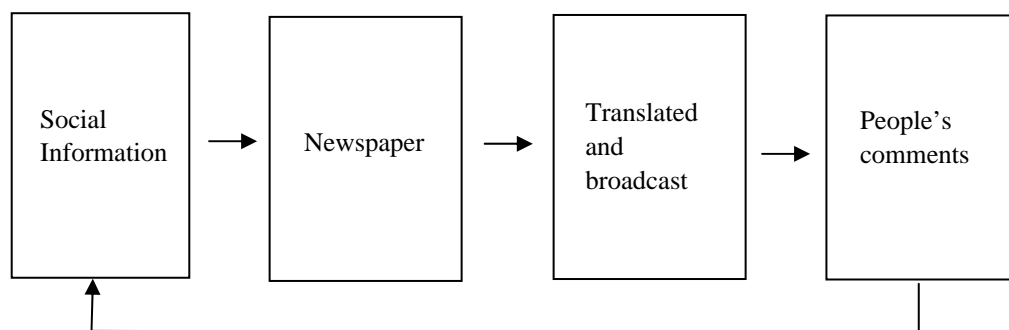 Social
Information
Newspaper
Translated
and
broadcast
People’s
comments